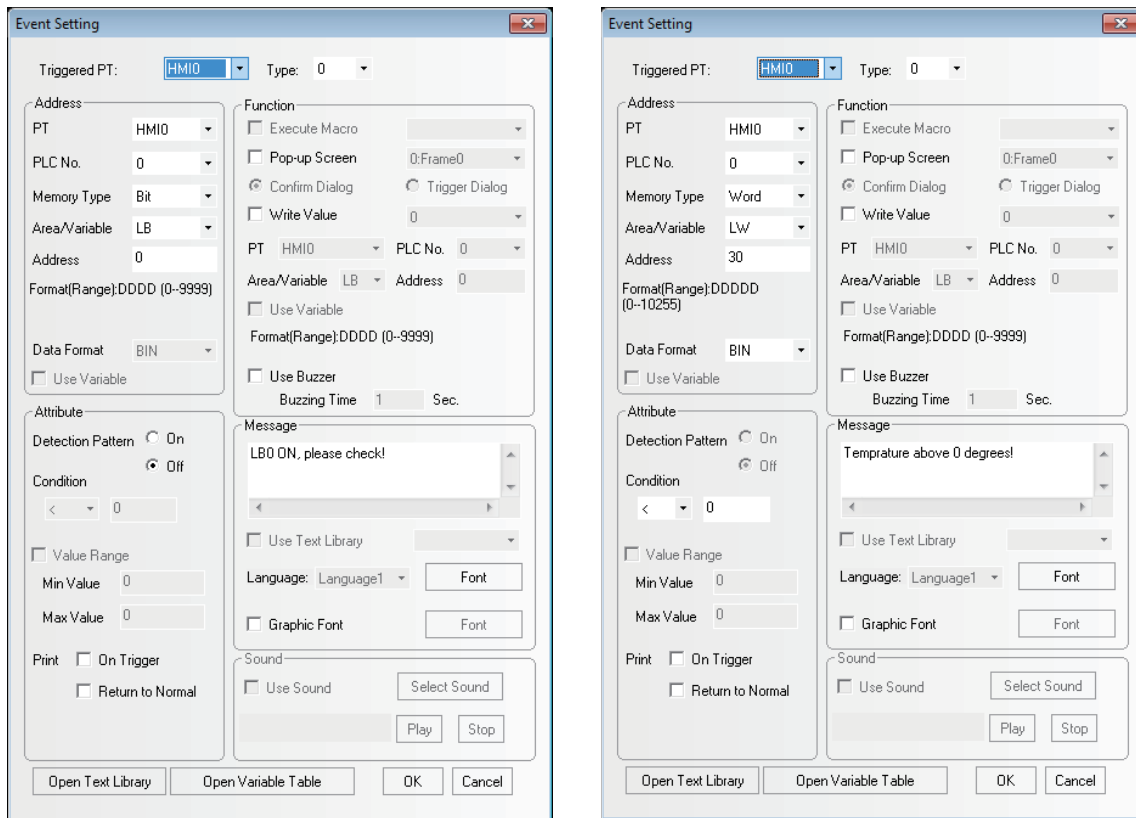 Event Setting
Triggered PT: HMI0 Type: 0
Address
PT HMI0
PLC No. 0
Memory Type Bit
Area/Variable LB
Address 0
Format(Range):DDDD (0--9999)
Data Format BIN
Use Variable
Attribute
Detection Pattern On
Off
Condition
< 0
Value Range
Min Value 0
Max Value 0
Print On Trigger
Return to Normal
Function
Execute Macro
Pop-up Screen 0:Frame0
Confirm Dialog Trigger Dialog
Write Value 0
PT HMI0 PLC No. 0
Area/Variable LB Address 0
Use Variable
Format(Range):DDDD (0--9999)
Use Buzzer
Buzzing Time 1 Sec.
Message
LB0 ON, please check!
Use Text Library
Language: Language1 Font
Graphic Font Font
Sound
Use Sound Select Sound
Play Stop
Open Text Library Open Variable Table OK Cancel
Event Setting
Triggered PT: HMI0 Type: 0
Address
PT HMI0
PLC No. 0
Memory Type Word
Area/Variable LW
Address 30
Format(Range):DDDDD
(0--10255)
Data Format BIN
Use Variable
Attribute
Detection Pattern On
Off
Condition
< 0
Value Range
Min Value 0
Max Value 0
Print On Trigger
Return to Normal
Function
Execute Macro
Pop-up Screen 0:Frame0
Confirm Dialog Trigger Dialog
Write Value 0
PT HMI0 PLC No. 0
Area/Variable LB Address 0
Use Variable
Format(Range):DDDD (0--9999)
Use Buzzer
Buzzing Time 1 Sec.
Message
Temprature above 0 degrees!
Use Text Library
Language: Language1 Font
Graphic Font Font
Sound
Use Sound Select Sound
Play Stop
Open Text Library Open Variable Table OK Cancel